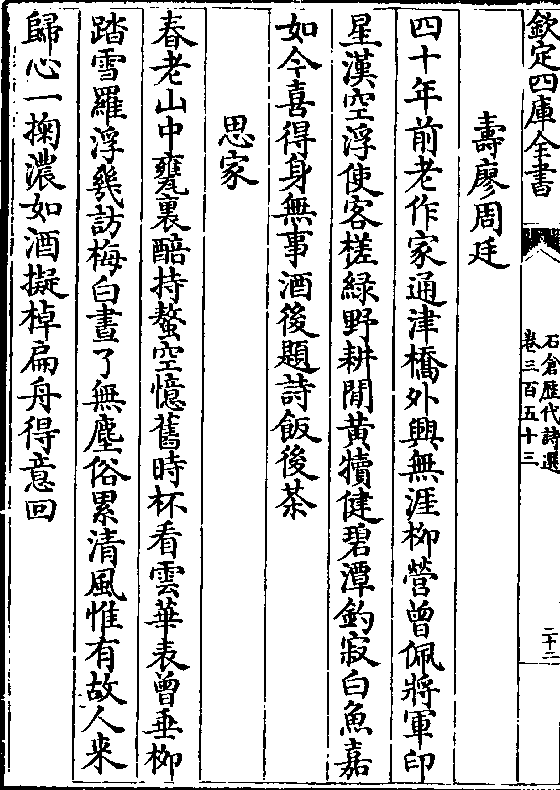 欽定四庫全書
石倉歴代詩選
卷三百五十三
二十二
壽廖周廷
四十年前老作家通津橋外興無涯栁營曾佩將軍印
星漢空浮使客槎緑野耕閒黃犢健碧潭釣寂白魚嘉
如今喜得身無事酒後題詩飯後茶
思家
春老山中甕裏醅持螯空憶舊時杯看雲華表曾垂栁
踏雪羅浮幾訪梅白晝了無塵俗累清風惟有故人来
歸心一掬濃如酒擬棹扁舟得意回